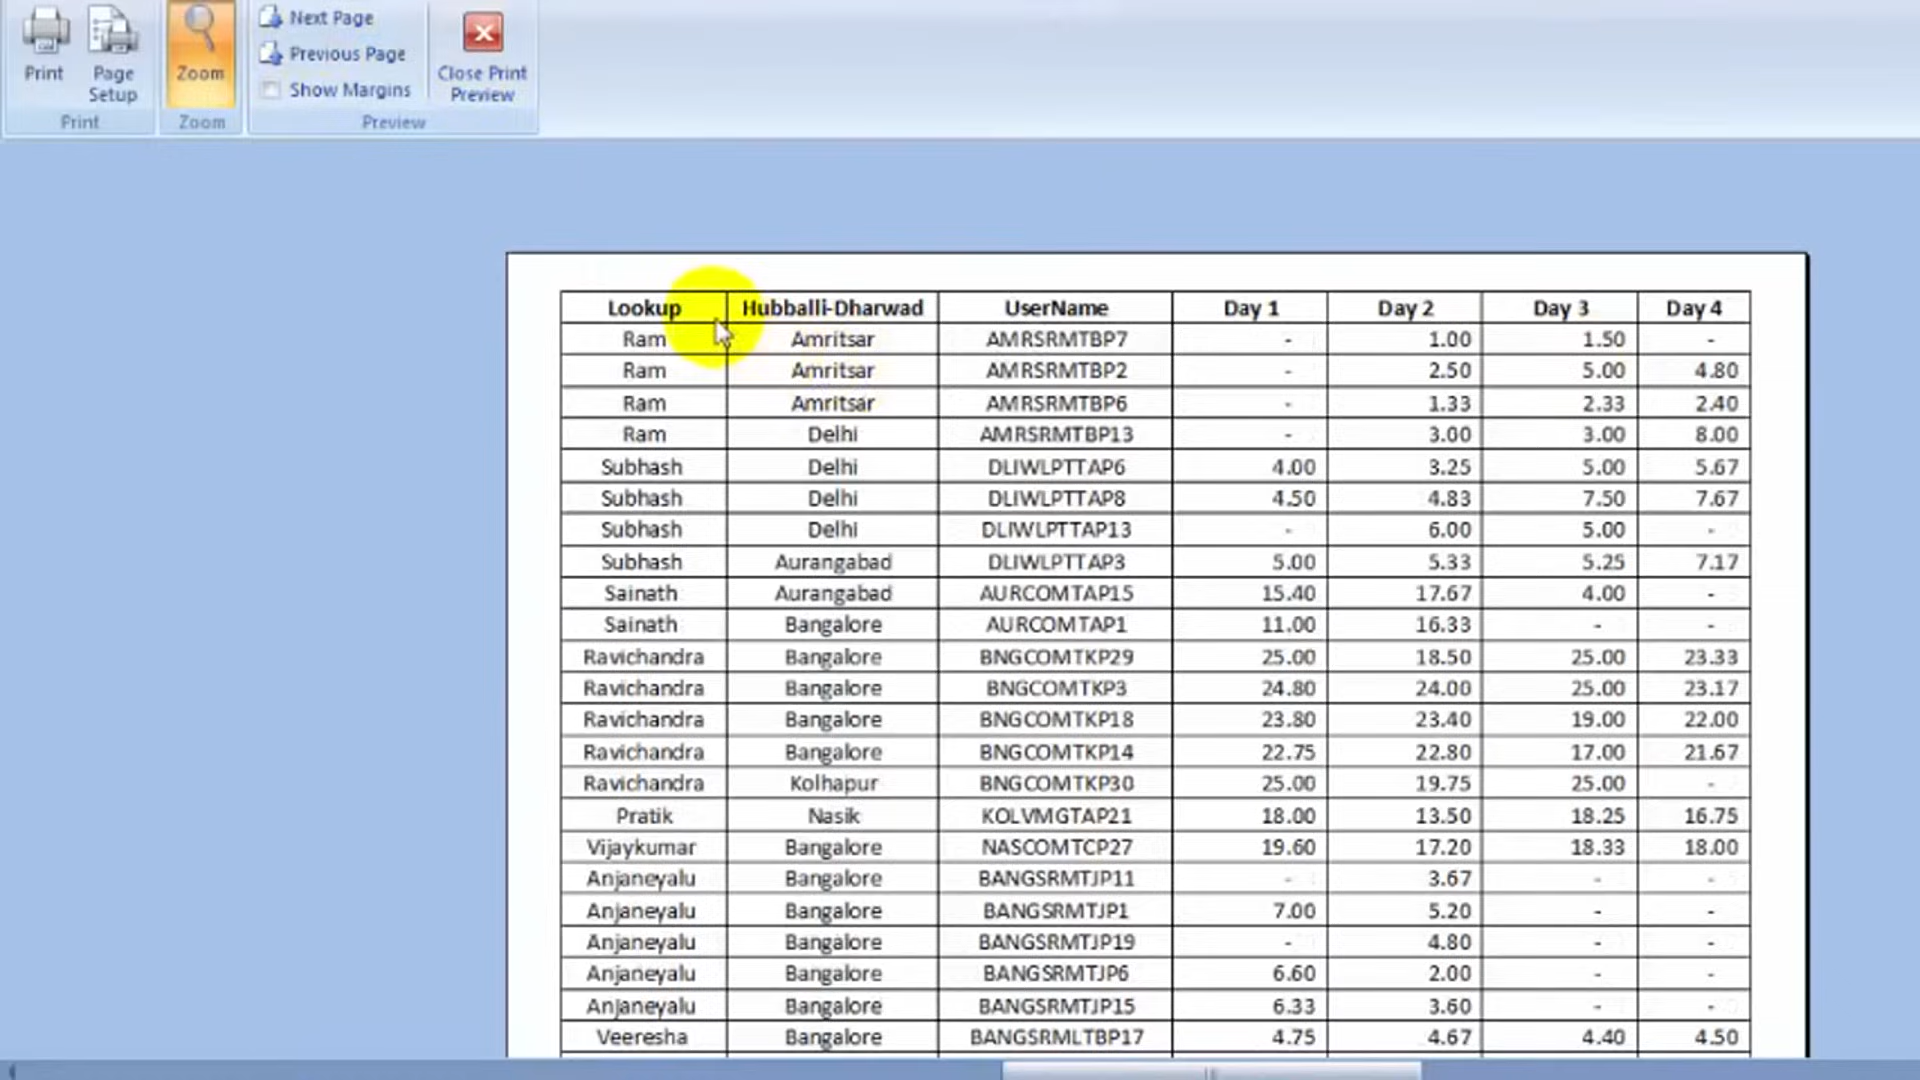 Print
Page Setup
Zoom
Next Page
Previous Page
Show Margins
Close Print Preview
Print
Zoom
Preview
Lookup Hubballi-Dharwad UserName Day 1 Day 2 Day 3 Day 4
Ram Amritsar AMRSRMTBP7 - 1.00 1.50 -
Ram Amritsar AMRSRMTBP2 - 2.50 5.00 4.80
Ram Amritsar AMRSRMTBP6 - 1.33 2.33 2.40
Ram Delhi AMRSRMTBP13 - 3.00 3.00 8.00
Subhash Delhi DLIWLPTTAP6 4.00 3.25 5.00 5.67
Subhash Delhi DLIWLPTTAP8 4.50 4.83 7.50 7.67
Subhash Delhi DLIWLPTTAP13 - 6.00 5.00 -
Subhash Aurangabad DLIWLPTTAP3 5.00 5.33 5.25 7.17
Sainath Aurangabad AURCOMTAP15 15.40 17.67 4.00 -
Sainath Bangalore AURCOMTAP1 11.00 16.33 - -
Ravichandra Bangalore BNGCOMTKP29 25.00 18.50 25.00 23.33
Ravichandra Bangalore BNGCOMTKP3 24.80 24.00 25.00 23.17
Ravichandra Bangalore BNGCOMTKP18 23.80 23.40 19.00 22.00
Ravichandra Bangalore BNGCOMTKP14 22.75 22.80 17.00 21.67
Ravichandra Kolhapur BNGCOMTKP30 25.00 19.75 25.00 -
Pratik Nasik KOLVMGTAP21 18.00 13.50 18.25 16.75
Vijaykumar Bangalore NASCOMTCP27 19.60 17.20 18.33 18.00
Anjaneyalu Bangalore BANGSRMTJP11 - 3.67 - -
Anjaneyalu Bangalore BANGSRMTJP1 7.00 5.20 - -
Anjaneyalu Bangalore BANGSRMTJP19 - 4.80 - -
Anjaneyalu Bangalore BANGSRMTJP6 6.60 2.00 - -
Anjaneyalu Bangalore BANGSRMTJP15 6.33 3.60 - -
Veeresha Bangalore BANGSRMLTBP17 4.75 4.67 4.40 4.50